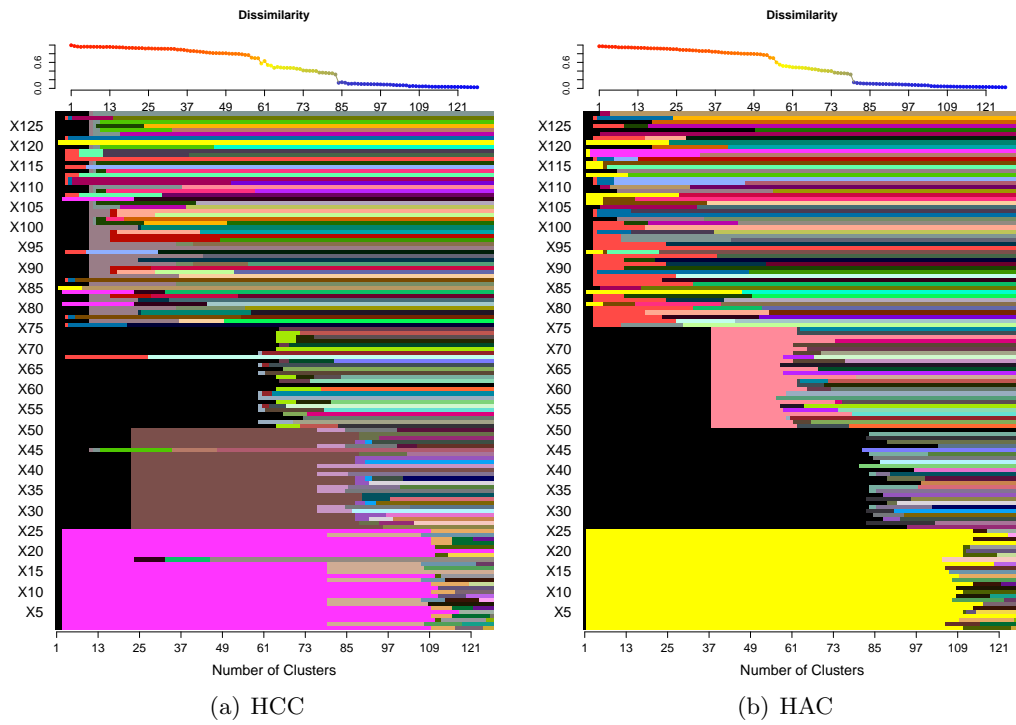 Dissimilarity
0.6
0.0
1 13 25 37 49 61 73 85 97 109 121
X125
X120
X115
X110
X105
X100
X95
X90
X85
X80
X75
X70
X65
X60
X55
X50
X45
X40
X35
X30
X25
X20
X15
X10
X5
1 13 25 37 49 61 73 85 97 109 121
Number of Clusters
(a) HCC
Dissimilarity
0.6
0.0
1 13 25 37 49 61 73 85 97 109 121
X125
X120
X115
X110
X105
X100
X95
X90
X85
X80
X75
X70
X65
X60
X55
X50
X45
X40
X35
X30
X25
X20
X15
X10
X5
1 13 25 37 49 61 73 85 97 109 121
Number of Clusters
(b) HAC